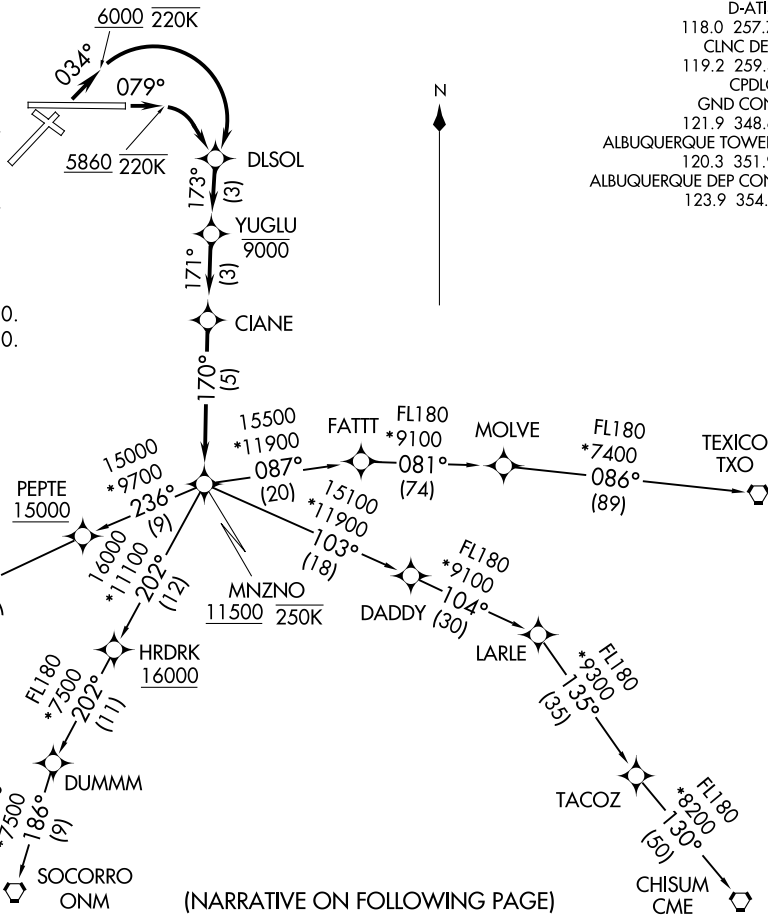 6000 220K
034°
079°
5860 220K
DLSOL
173°
(3)
YUGLU
9000
171°
(3)
CIANE
170°
(5)
N
D-ATI
118.0 257.
CLNC DE
119.2 259.
CPDL
GND CON
121.9 348.
ALBUQUERQUE TOWE
120.3 351.
ALBUQUERQUE DEP CON
123.9 354.
0.
0.
15500
*11900
087°
(20)
FATTT
FL180
*9100
081°
(74)
MOLVE
FL180
*7400
086°
(89)
TEXICO
TXO
PEPTE
15000
15000
*9700
236°
(9)
16000
*11100
202°
(12)
MNZNO
11500 250K
15100
*11900
103°
(18)
DADDY
FL180
*9100
104°
(30)
LARLE
FL180
*9300
135°
(35)
TACOZ
FL180
*8200
130°
(50)
CHISUM
CME
HRDRK
16000
FL180
*7500
202°
(11)
DUMMM
*7500
186°
(9)
SOCORRO
ONM
(NARRATIVE ON FOLLOWING PAGE)